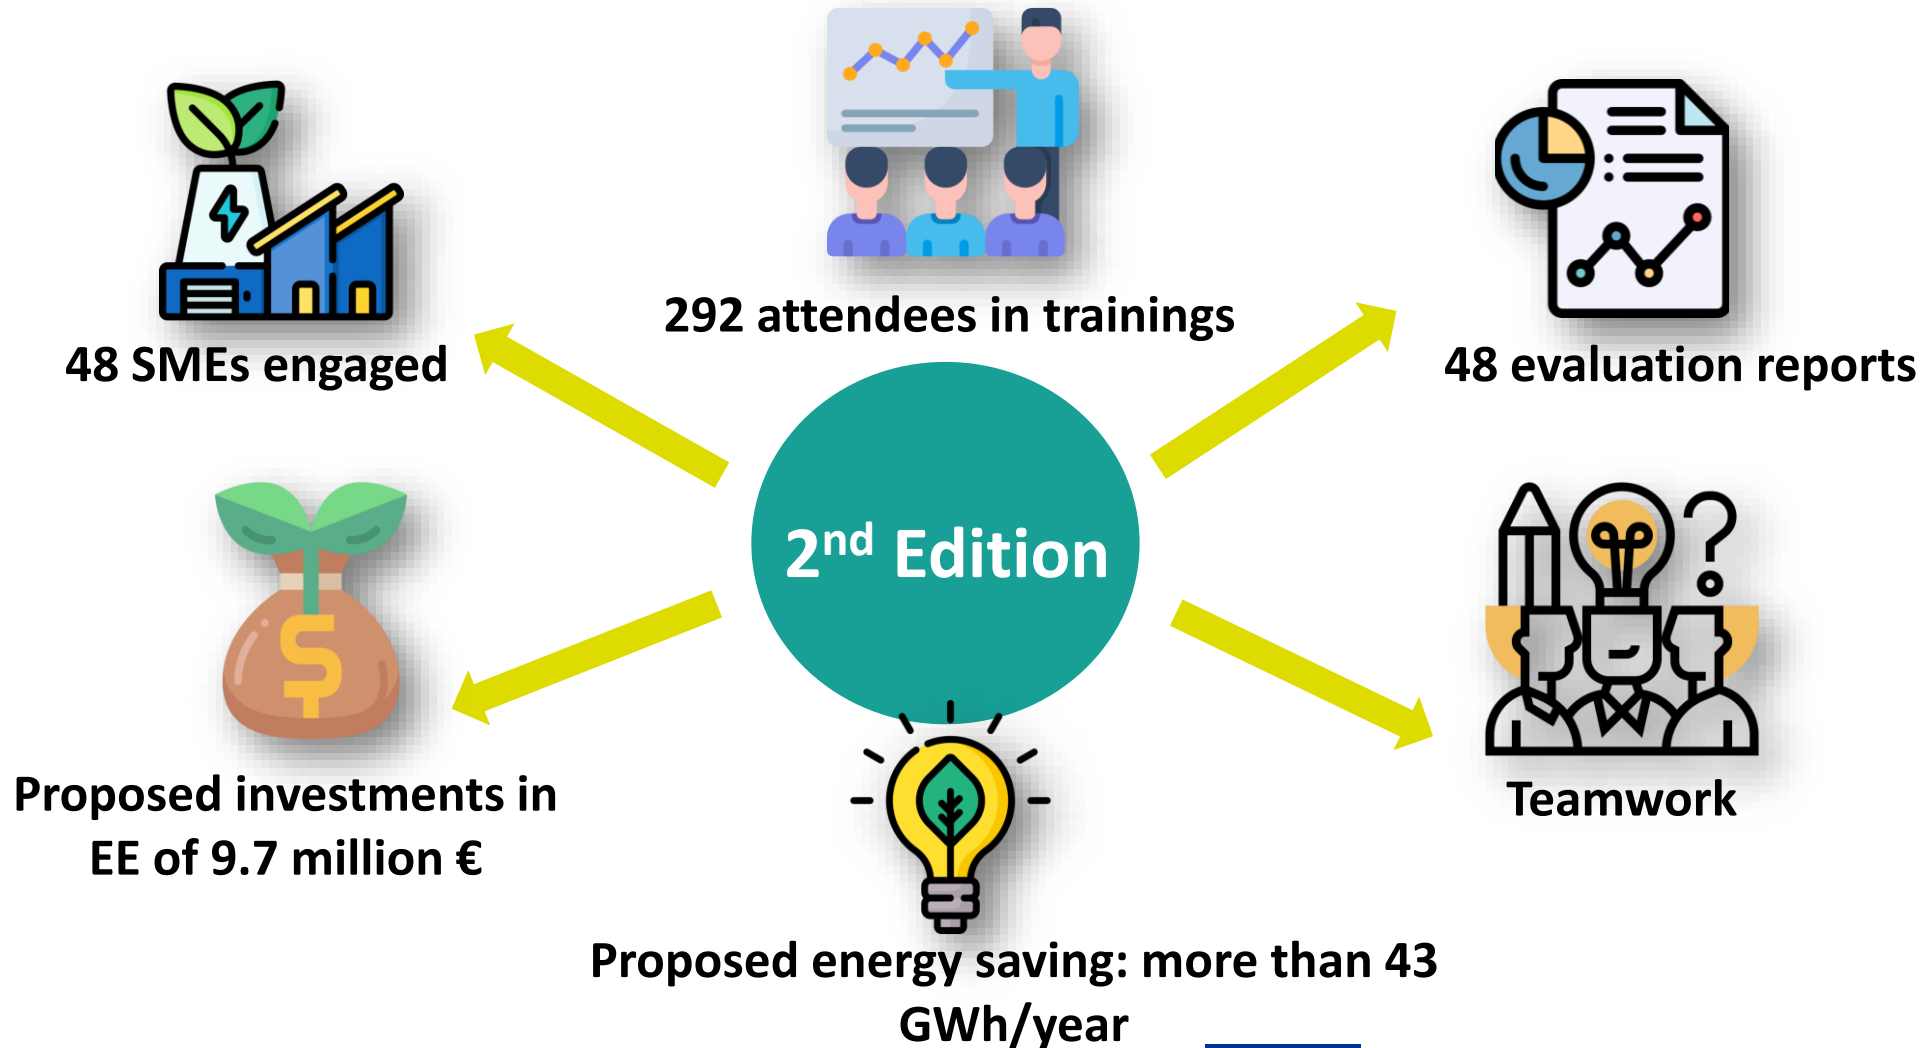 292 attendees in trainings
48 SMEs engaged
48 evaluation reports
2nd Edition
Proposed investments in
EE of 9.7 million €
Teamwork
Proposed energy saving: more than 43
GWh/year